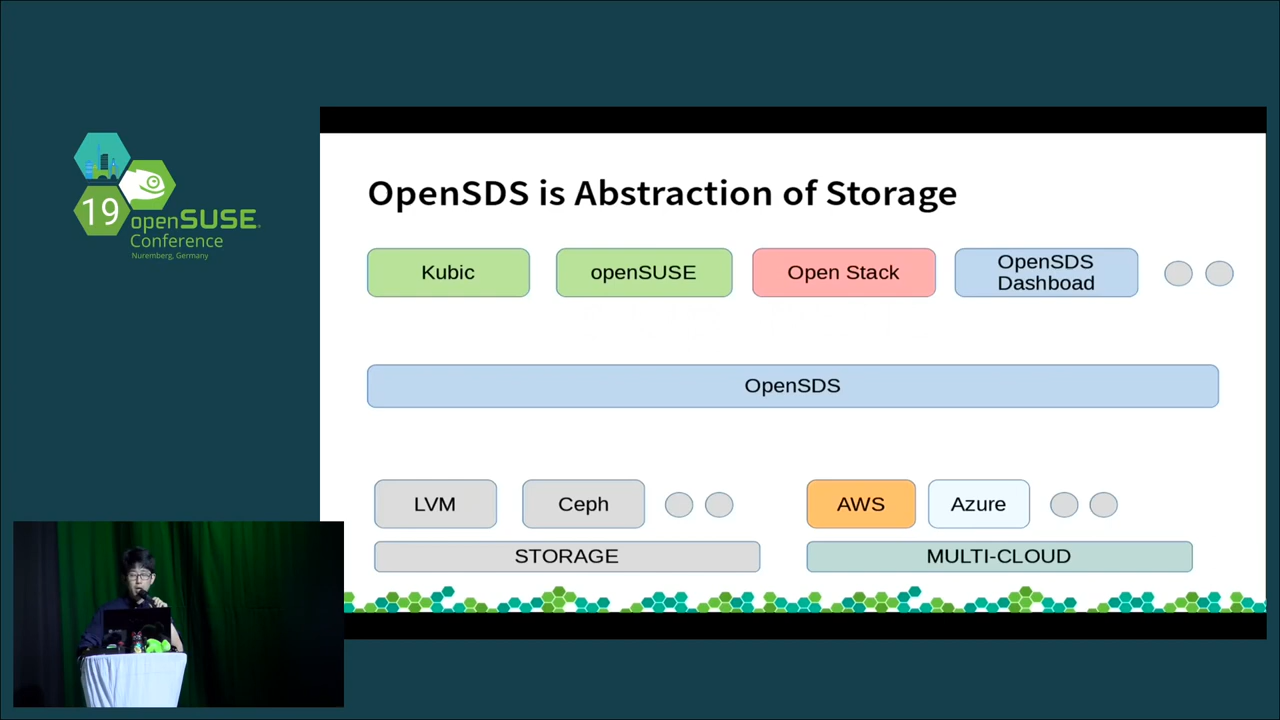 19
openSUSE
Conference
Nuremberg, Germany
OpenSDS is Abstraction of Storage
Kubic
openSUSE
Open Stack
OpenSDS
Dashboad
OpenSDS
LVM
Ceph
AWS
Azure
STORAGE
MULTI-CLOUD